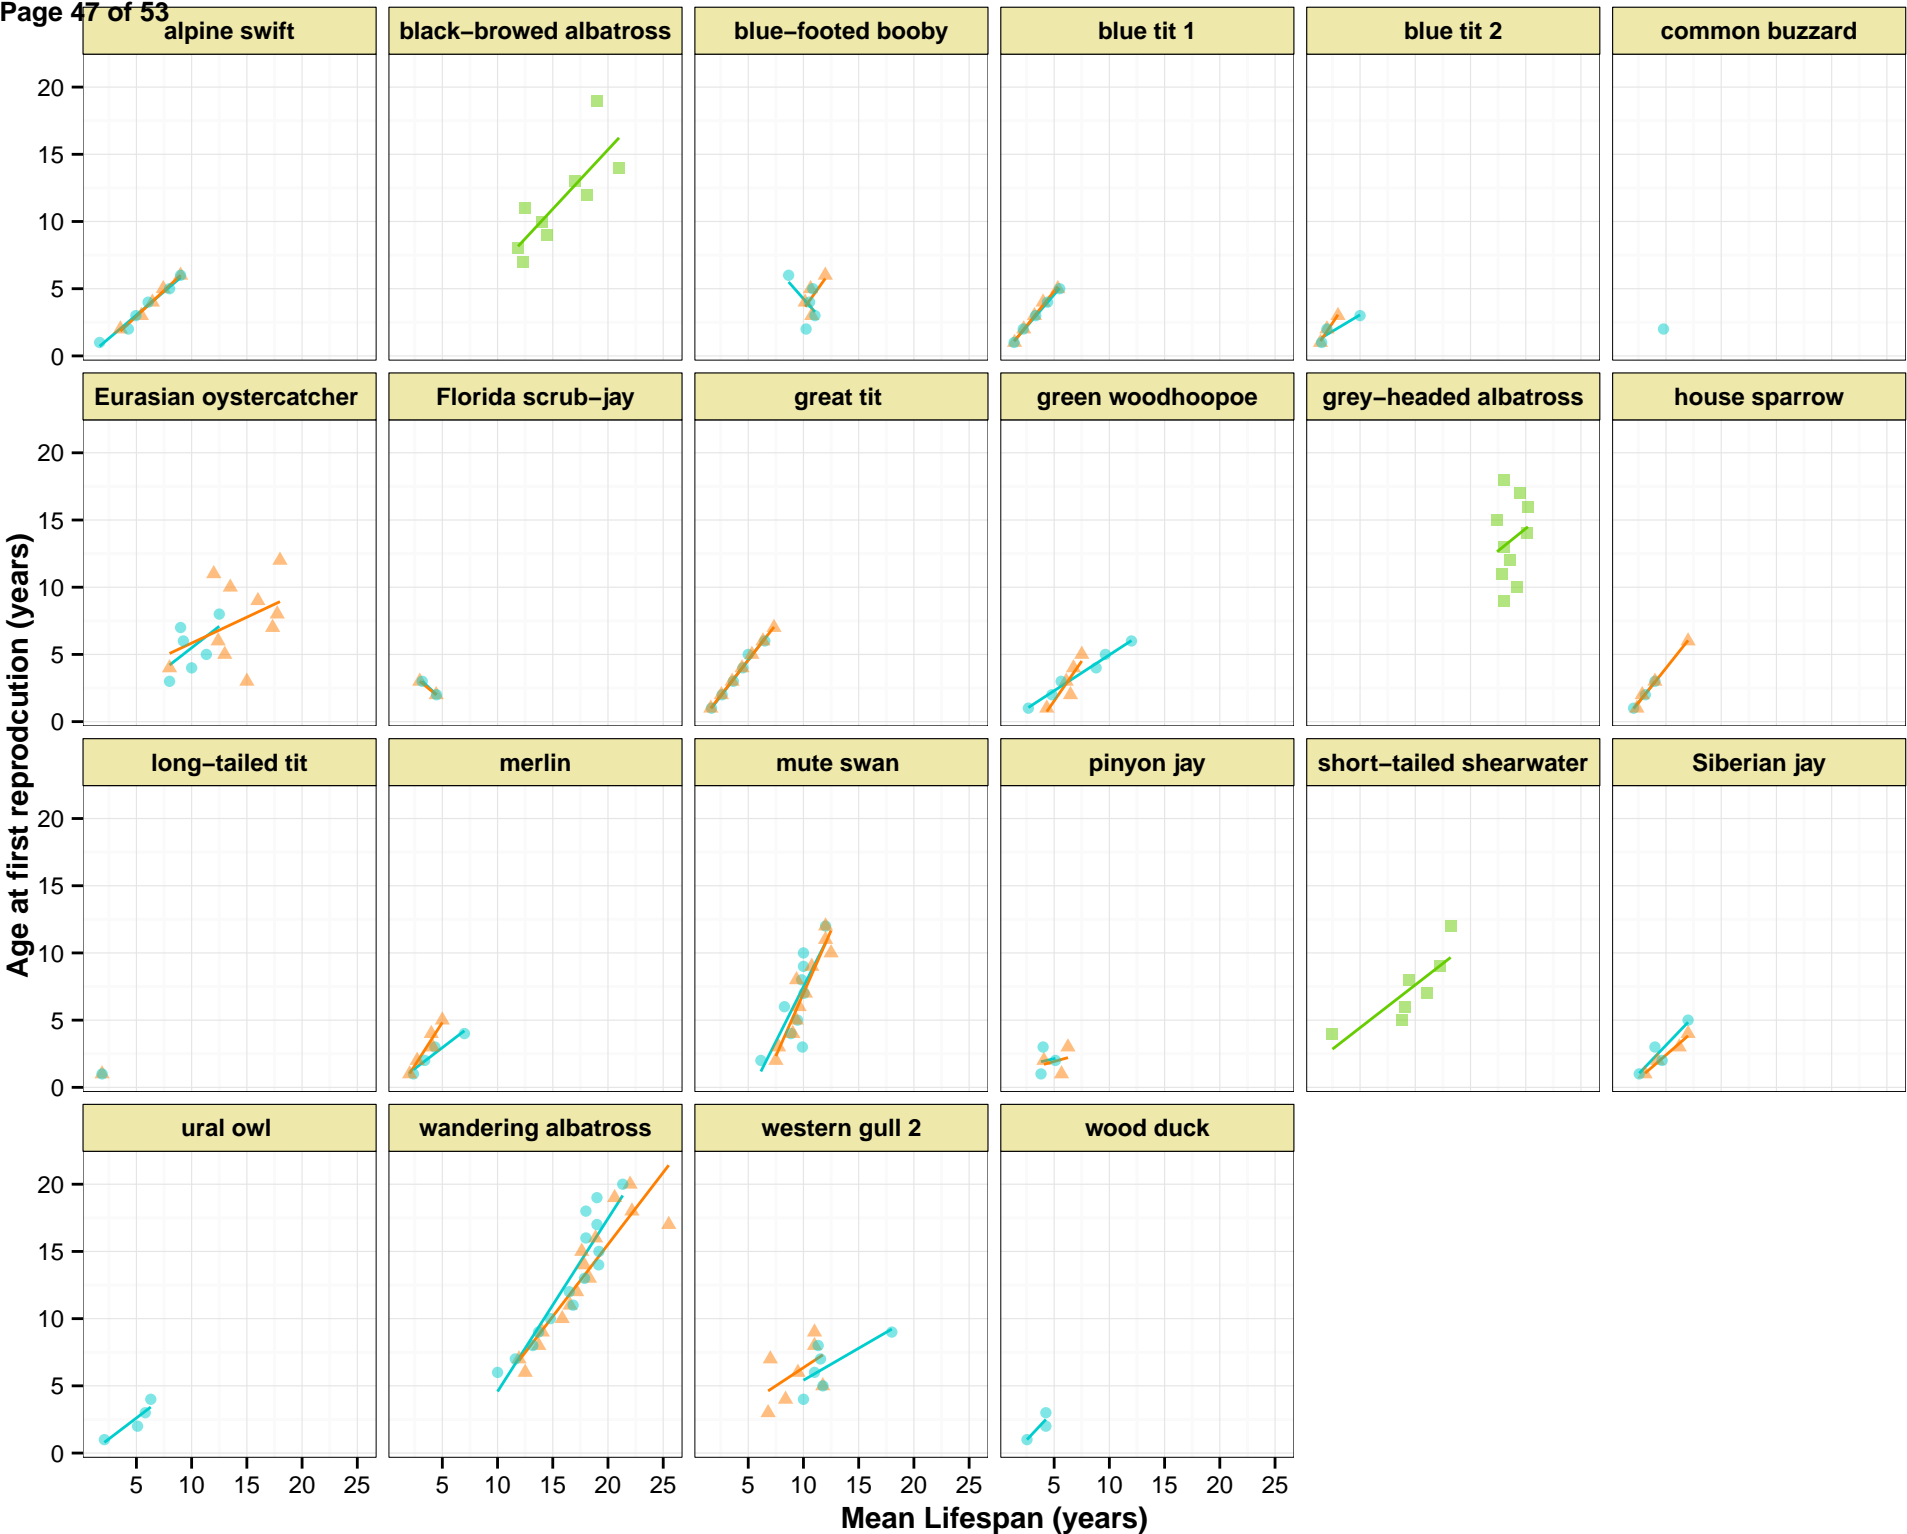 Page 47 of 53
alpine swift
black–browed albatross
blue–footed booby
blue tit 1
blue tit 2
common buzzard
20
15
10
5
0
Eurasian oystercatcher
Florida scrub–jay
great tit
green woodhoopoe
grey–headed albatross
house sparrow
20
15
10
5
0
long–tailed tit
merlin
mute swan
pinyon jay
short–tailed shearwater
Siberian jay
20
15
10
5
0
ural owl
wandering albatross
western gull 2
wood duck
20
15
10
5
0
5 10 15 20 25
5 10 15 20 25
5 10 15 20 25
5 10 15 20 25
Mean Lifespan (years)
Age at first reprodcution (years)